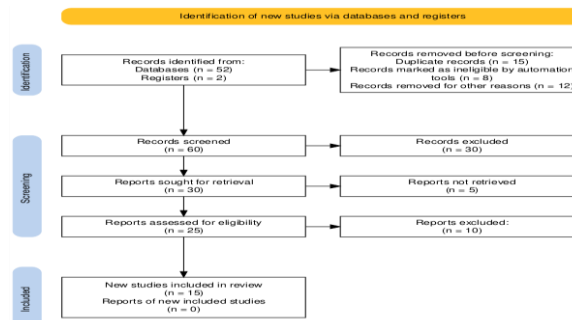 Identification of new studies via databases and registers
Identification
Records identified from:
Databases (n = 52)
Registers (n = 2)
Records removed before screening:
Duplicate records (n = 15)
Records marked as ineligible by automation
tools (n = 8)
Records removed for other reasons (n = 12)
Screening
Records screened
(n = 60)
Records excluded
(n = 30)
Reports sought for retrieval
(n = 30)
Reports not retrieved
(n = 5)
Reports assessed for eligibility
(n = 25)
Reports excluded:
(n = 10)
Included
New studies included in review
(n = 15)
Reports of new included studies
(n = 0)